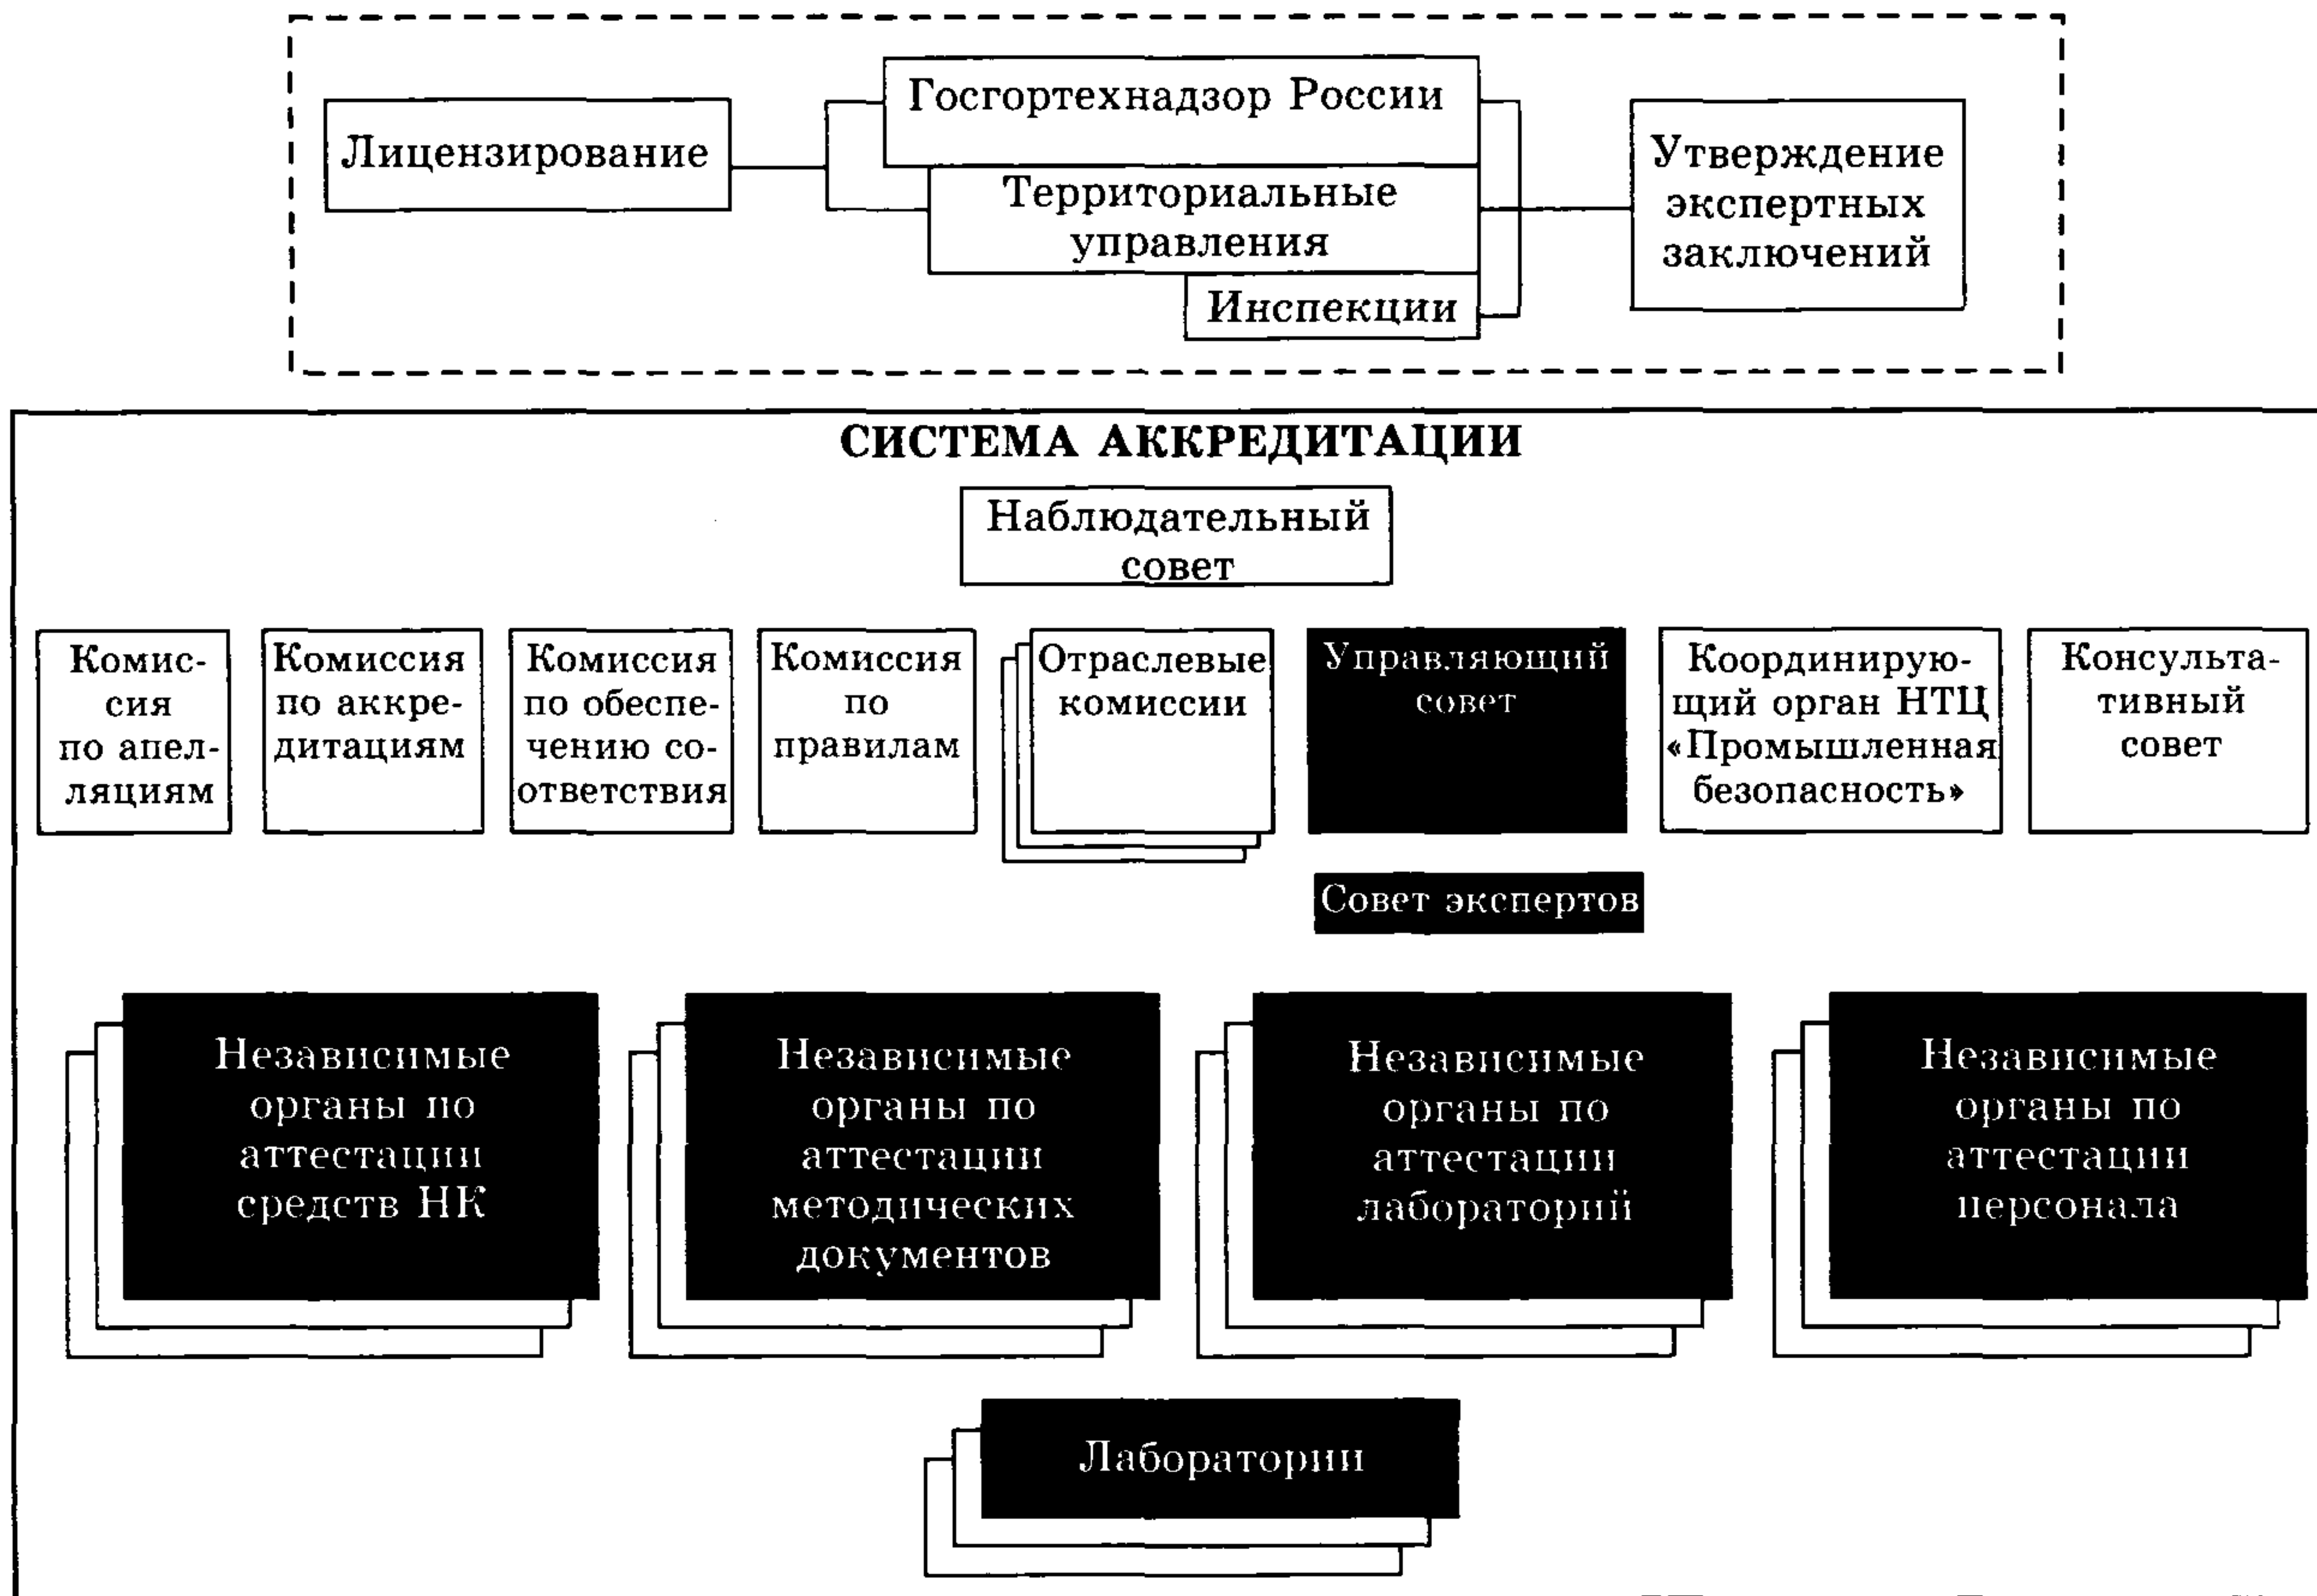 Лицензирование
Госгортехнадзор России
Территориальные
управления
Инспекции
Утверждение
экспертных
заключений
СИСТЕМА АККРЕДИТАЦИИ
Наблюдательный
совет
Комис-
сия
по апел-
ляциям
Комиссия
по аккре-
дитациям
Комиссия
по обеспе-
чению со-
ответствия
Комиссия
по
правилам
Отраслевые
комиссии
Управляющий
совет
Координирую-
щий орган НТЦ
«Промышленная
безопасность»
Консульта-
тивный
совет
Совет экспертов
Независимые
органы по
аттестации
средств НК
Независимые
органы по
аттестации
методических
документов
Независимые
органы по
аттестации
лабораторий
Независимые
органы по
аттестации
персонала
Лаборатории